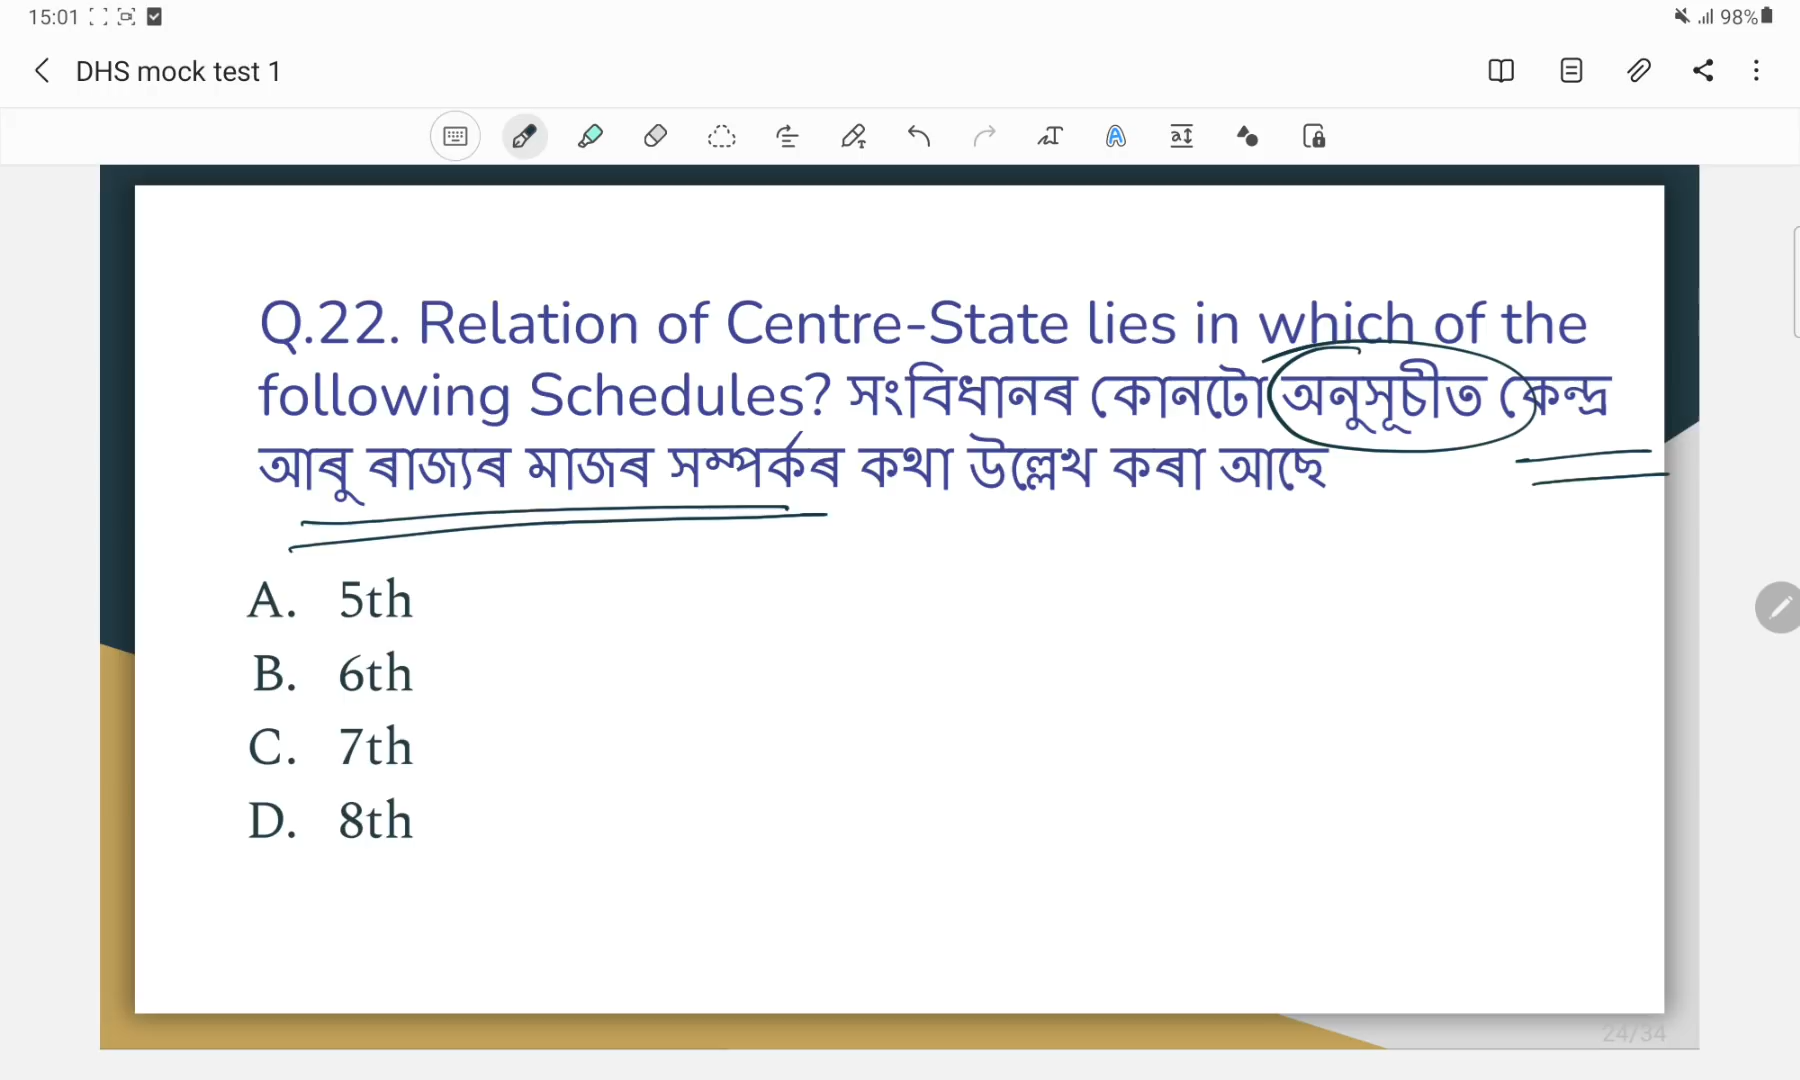 15:01
98%
DHS mock test 1
Q.22. Relation of Centre-State lies in which of the
following Schedules? সংবিধানৰ কোনটো অনুসূচীত কেন্দ্ৰ
আৰু ৰাজ্যৰ মাজৰ সম্পৰ্কৰ কথা উল্লেখ কৰা আছে
A. 5th
B. 6th
C. 7th
D. 8th
24/34